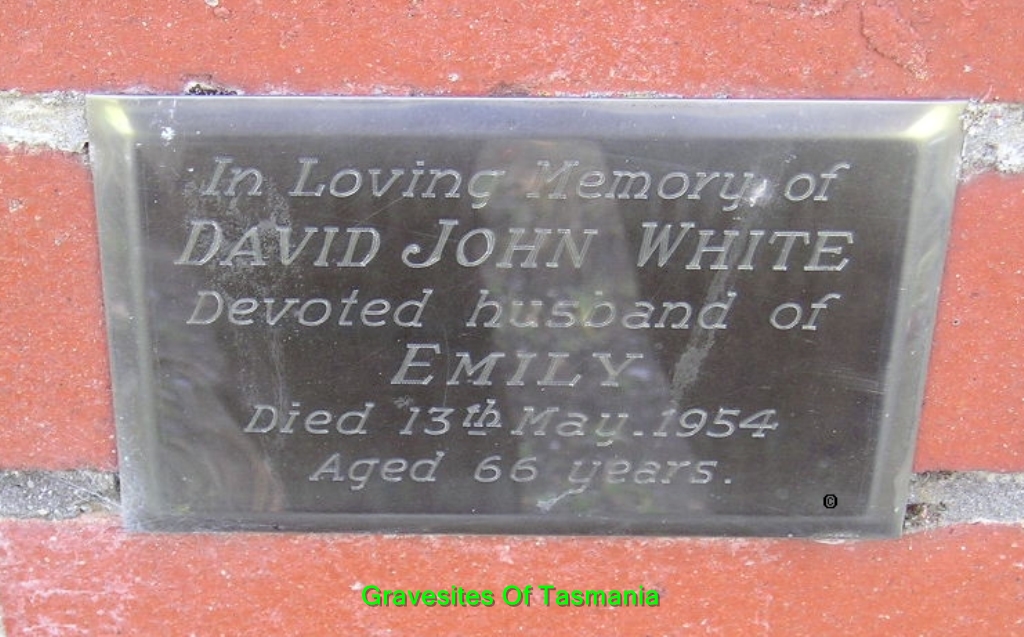 In Loving Memory, of
DAVID JOHN WHITE
Devoted husband of
EMILY
Died 13th May. 1954
Aged 66 years.
©
Gravesites Of Tasmania